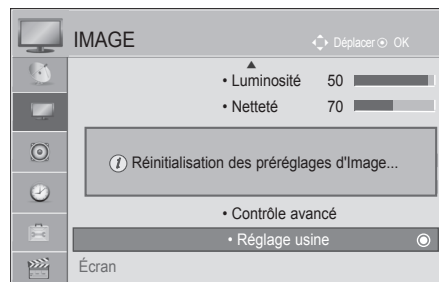 IMAGE
Déplacer OK
• Luminosité 50
• Netteté 70
Réinitialisation des préréglages d'Image...
• Contrôle avancé
• Réglage usine
Écran